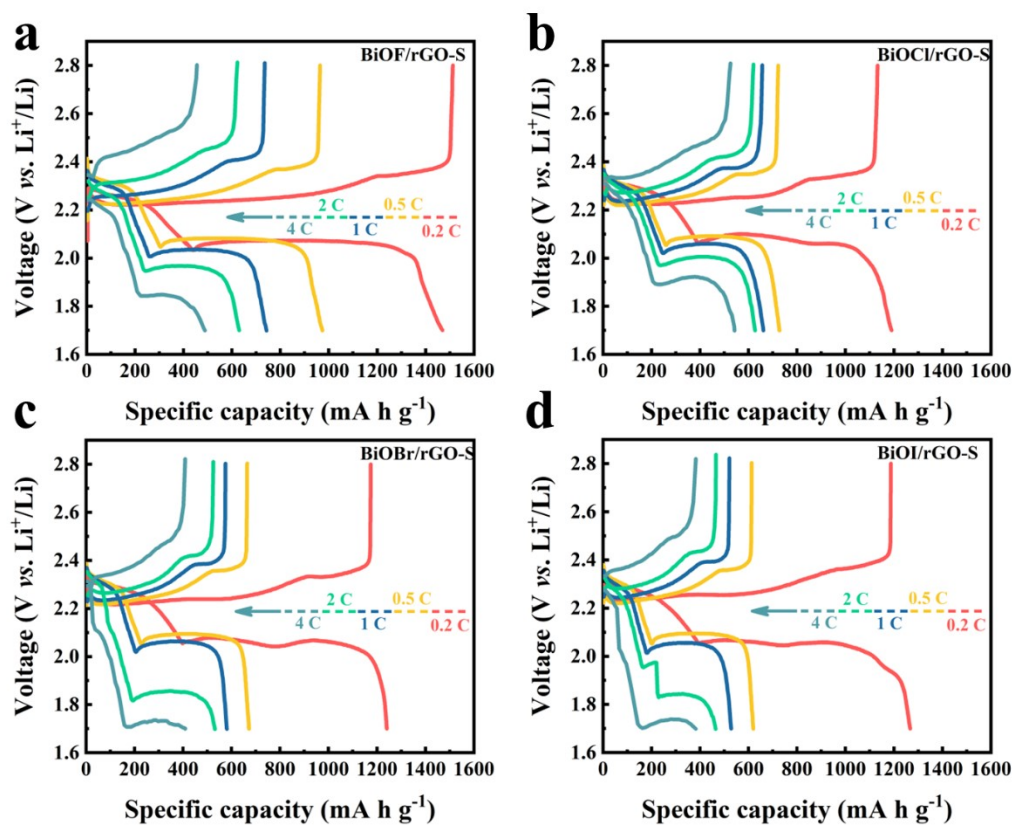 a
BiOF/rGO-S
2.8
2.6
2.4
2.2
2.0
1.8
1.6
Voltage (V vs. Li⁺/Li)
2 C 0.5 C
4 C 1 C 0.2 C
0 200 400 600 800 1000 1200 1400 1600
Specific capacity (mA h g⁻¹)
b
BiOCl/rGO-S
2.8
2.6
2.4
2.2
2.0
1.8
1.6
Voltage (V vs. Li⁺/Li)
2 C 0.5 C
4 C 1 C 0.2 C
0 200 400 600 800 1000 1200 1400 1600
Specific capacity (mA h g⁻¹)
c
BiOBr/rGO-S
2.8
2.6
2.4
2.2
2.0
1.8
1.6
Voltage (V vs. Li⁺/Li)
2 C 0.5 C
4 C 1 C 0.2 C
0 200 400 600 800 1000 1200 1400 1600
Specific capacity (mA h g⁻¹)
d
BiOI/rGO-S
2.8
2.6
2.4
2.2
2.0
1.8
1.6
Voltage (V vs. Li⁺/Li)
2 C 0.5 C
4 C 1 C 0.2 C
0 200 400 600 800 1000 1200 1400 1600
Specific capacity (mA h g⁻¹)